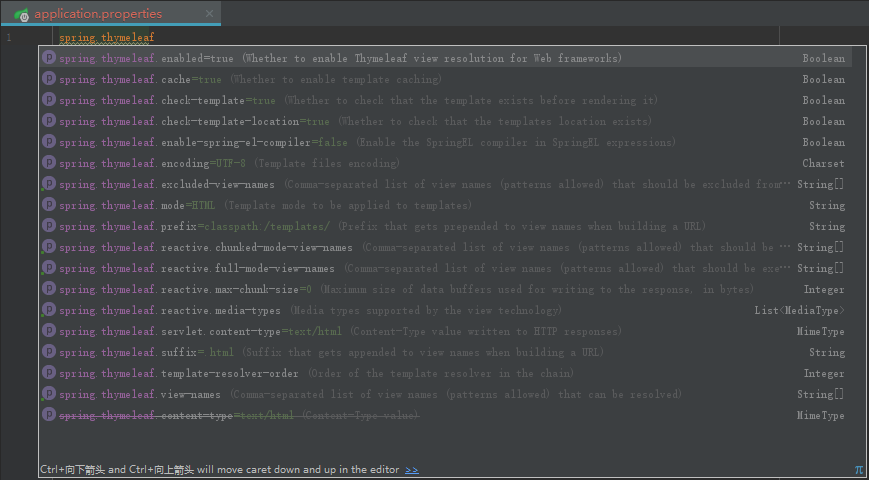 application.properties
1 spring.thymeleaf
spring.thymeleaf.enabled=true (Whether to enable Thymeleaf view resolution for Web frameworks) Boolean
spring.thymeleaf.cache=true (Whether to enable template caching) Boolean
spring.thymeleaf.check-template=true (Whether to check that the template exists before rendering it) Boolean
spring.thymeleaf.check-template-location=true (Whether to check that the templates location exists) Boolean
spring.thymeleaf.enable-spring-el-compiler=false (Enable the SpringEL compiler in SpringEL expressions) Boolean
spring.thymeleaf.encoding=UTF-8 (Template files encoding) Charset
spring.thymeleaf.excluded-view-names (Comma-separated list of view names (patterns allowed) that should be excluded from… String[]
spring.thymeleaf.mode=HTML (Template mode to be applied to templates) String
spring.thymeleaf.prefix=classpath:/templates/ (Prefix that gets prepended to view names when building a URL) String
spring.thymeleaf.reactive.chunked-mode-view-names (Comma-separated list of view names (patterns allowed) that should be … String[]
spring.thymeleaf.reactive.full-mode-view-names (Comma-separated list of view names (patterns allowed) that should be exe… String[]
spring.thymeleaf.reactive.max-chunk-size=0 (Maximum size of data buffers used for writing to the response, in bytes) Integer
spring.thymeleaf.reactive.media-types (Media types supported by the view technology) List<MediaType>
spring.thymeleaf.servlet.content-type=text/html (Content-Type value written to HTTP responses) MimeType
spring.thymeleaf.suffix=.html (Suffix that gets appended to view names when building a URL) String
spring.thymeleaf.template-resolver-order (Order of the template resolver in the chain) Integer
spring.thymeleaf.view-names (Comma-separated list of view names (patterns allowed) that can be resolved) String[]
spring.thymeleaf.content-type=text/html (Content-Type value) MimeType
Ctrl+向下箭头 and Ctrl+向上箭头 will move caret down and up in the editor >> π